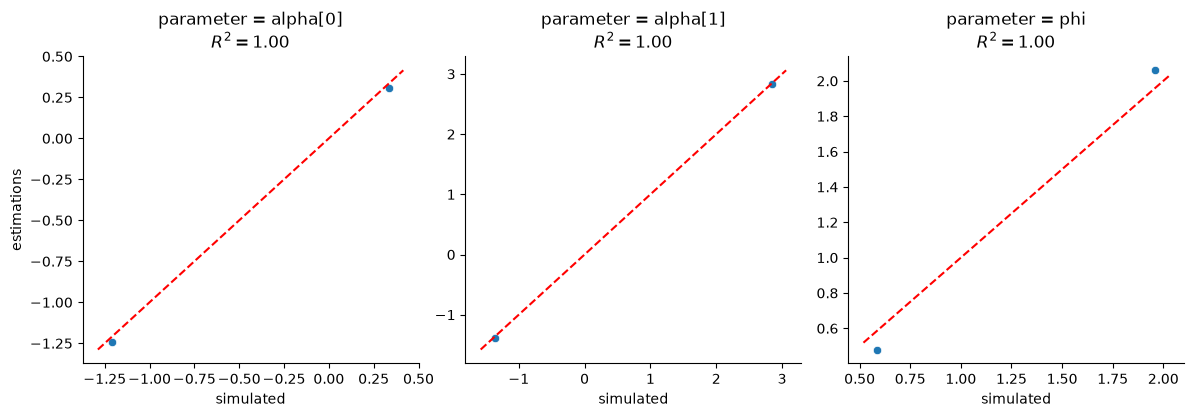 parameter = alpha[0]
R² = 1.00
estimations
0.50
0.25
0.00
−0.25
−0.50
−0.75
−1.00
−1.25
−1.25 −1.00 −0.75 −0.50 −0.25 0.00 0.25 0.50
simulated
parameter = alpha[1]
R² = 1.00
3
2
1
0
−1
−1 0 1 2 3
simulated
parameter = phi
R² = 1.00
2.0
1.8
1.6
1.4
1.2
1.0
0.8
0.6
0.50 0.75 1.00 1.25 1.50 1.75 2.00
simulated